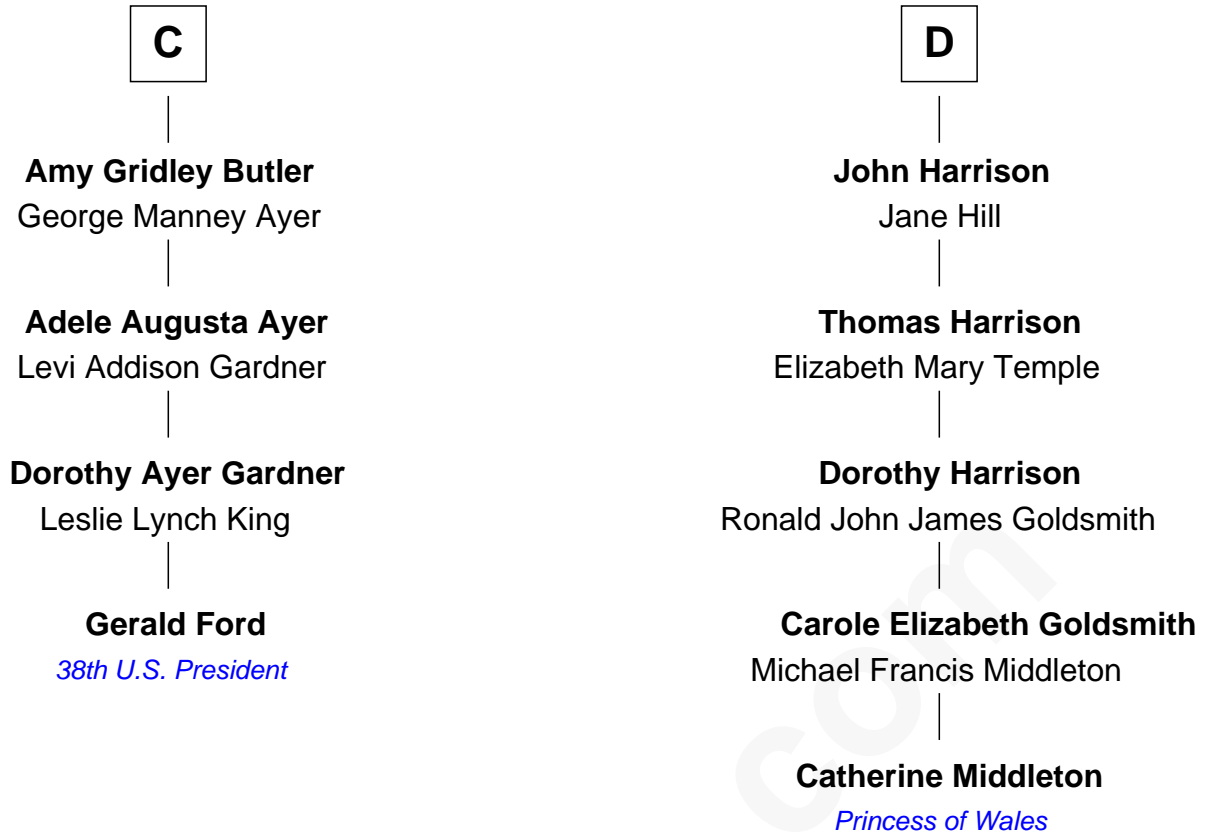 C
Amy Gridley Butler
George Manney Ayer
Adele Augusta Ayer
Levi Addison Gardner
Dorothy Ayer Gardner
Leslie Lynch King
Gerald Ford
38th U.S. President
D
John Harrison
Jane Hill
Thomas Harrison
Elizabeth Mary Temple
Dorothy Harrison
Ronald John James Goldsmith
Carole Elizabeth Goldsmith
Michael Francis Middleton
Catherine Middleton
Princess of Wales
com